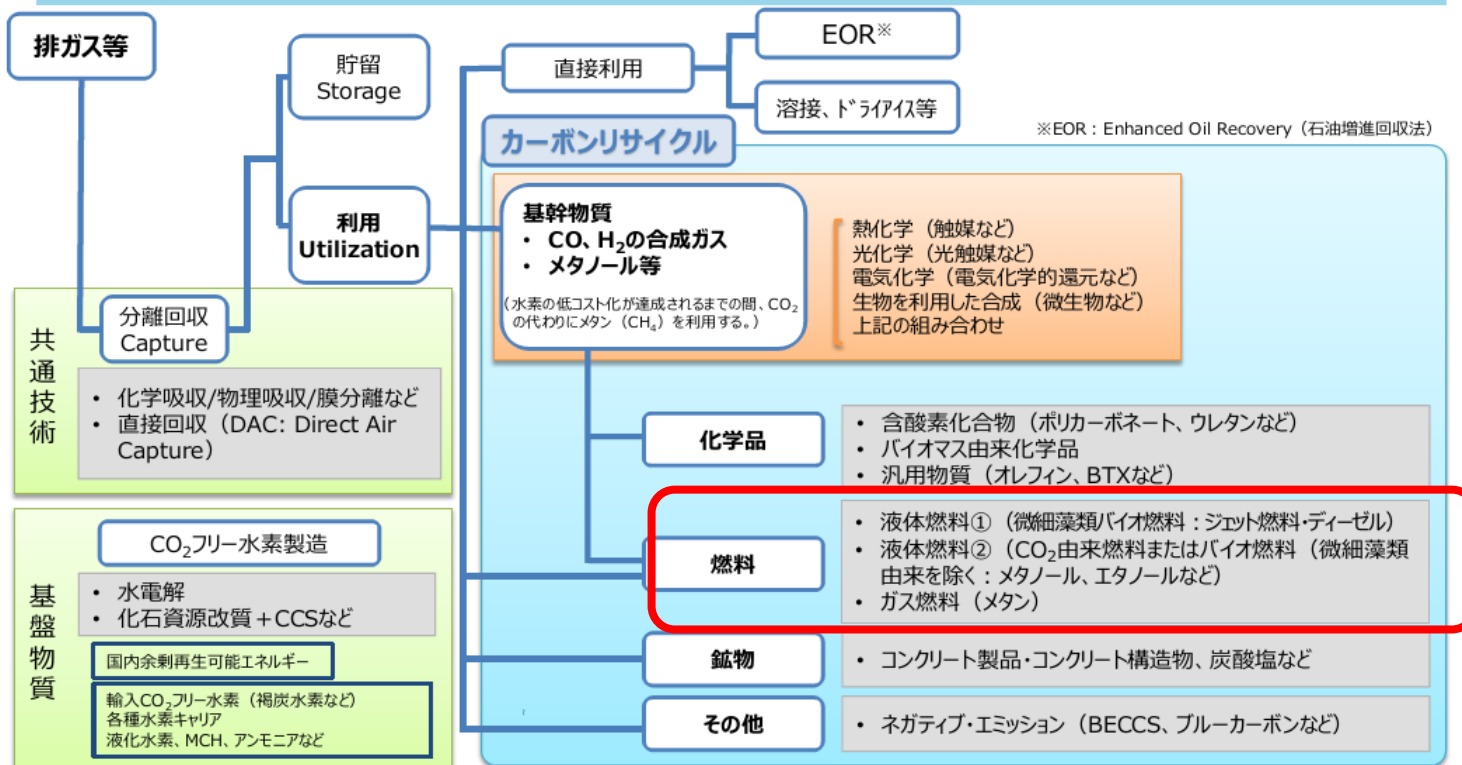 排ガス等
貯留
Storage
利用
Utilization
直接利用
EOR※
溶接、ドライアイス等
※EOR：Enhanced Oil Recovery（石油増進回収法）
カーボンリサイクル
基幹物質
・ CO、H₂の合成ガス
・ メタノール等
（水素の低コスト化が達成されるまでの間、CO₂
の代わりにメタン（CH₄）を利用する。）
熱化学（触媒など）
光化学（光触媒など）
電気化学（電気化学的還元など）
生物を利用した合成（微生物など）
上記の組み合わせ
共通技術
分離回収
Capture
• 化学吸収/物理吸収/膜分離など
• 直接回収（DAC: Direct Air
Capture）
化学品
• 含酸素化合物（ポリカーボネート、ウレタンなど）
• バイオマス由来化学品
• 汎用物質（オレフィン、BTXなど）
燃料
• 液体燃料①（微細藻類バイオ燃料：ジェット燃料・ディーゼル）
• 液体燃料②（CO₂由来燃料またはバイオ燃料（微細藻類
由来を除く：メタノール、エタノールなど）
• ガス燃料（メタン）
鉱物
• コンクリート製品・コンクリート構造物、炭酸塩など
その他
• ネガティブ・エミッション（BECCS、ブルーカーボンなど）
基盤物質
CO₂フリー水素製造
• 水電解
• 化石資源改質＋CCSなど
国内余剰再生可能エネルギー
輸入CO₂フリー水素（褐炭水素など）
各種水素キャリア
液化水素、MCH、アンモニアなど